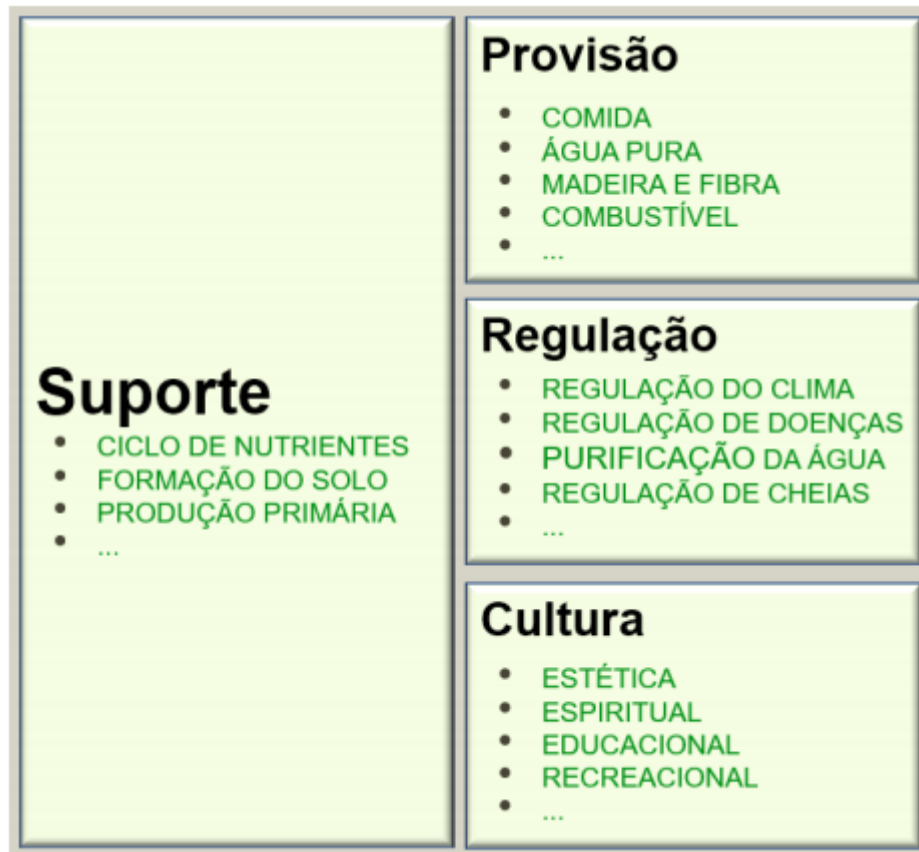 Suporte
• CICLO DE NUTRIENTES
• FORMAÇÃO DO SOLO
• PRODUÇÃO PRIMÁRIA
• ...
Provisão
• COMIDA
• ÁGUA PURA
• MADEIRA E FIBRA
• COMBUSTÍVEL
• ...
Regulação
• REGULAÇÃO DO CLIMA
• REGULAÇÃO DE DOENÇAS
• PURIFICAÇÃO DA ÁGUA
• REGULAÇÃO DE CHEIAS
• ...
Cultura
• ESTÉTICA
• ESPIRITUAL
• EDUCACIONAL
• RECREACIONAL
• ...